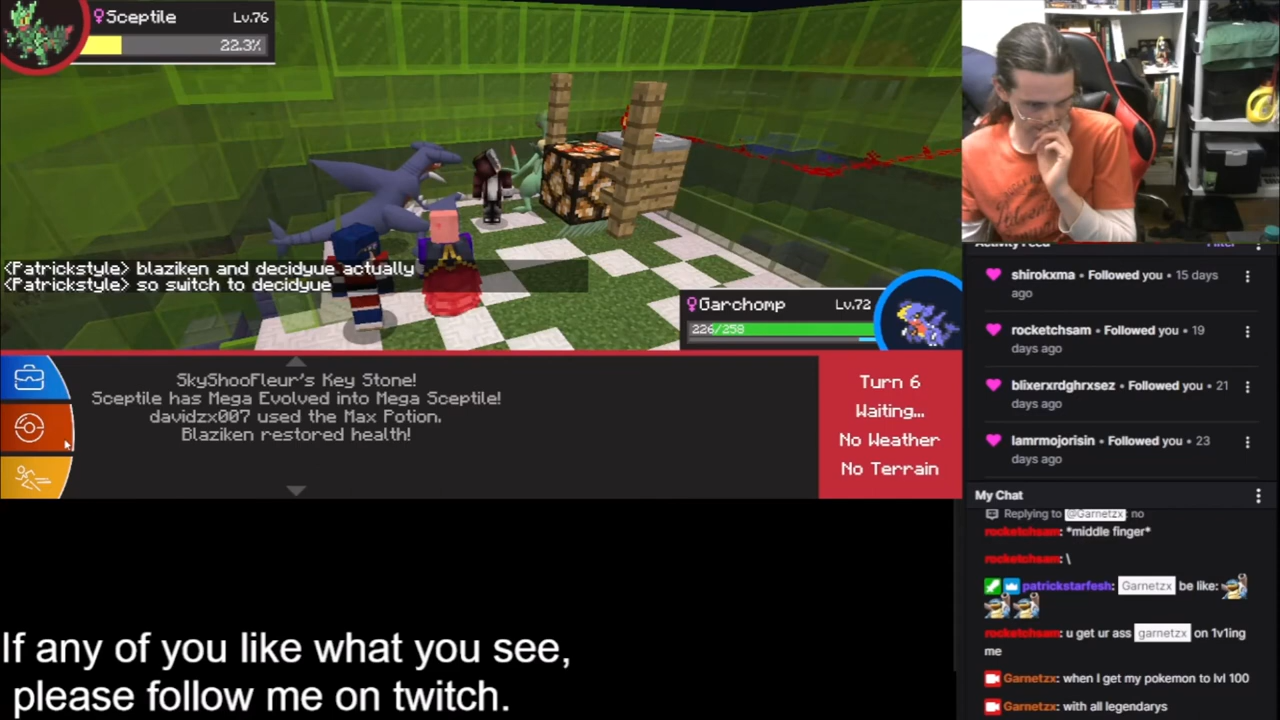 ♀Sceptile Lv.76
22.3%
<Patrickstyle> blaziken and decidyue actually
<Patrickstyle> so switch to decidyue
♀Garchomp Lv.72
226/258
SkyShooFleur's Key Stone!
Sceptile has Mega Evolved into Mega Sceptile!
davidzx007 used the Max Potion.
Blaziken restored health!
Turn 6
Waiting...
No Weather
No Terrain
If any of you like what you see,
please follow me on twitch.
Activity Feed Filter
shirokxma • Followed you • 15 days
ago
rocketchsam • Followed you • 19
days ago
blixerxrdghrxsez • Followed you • 21
days ago
lamrmojorisin • Followed you • 23
days ago
My Chat
Replying to @Garnetzx: no
rocketchsam: *middle finger*
rocketchsam: \
patrickstarfesh: Garnetzx be like:
rocketchsam: u get ur ass garnetzx on 1v1ing
me
Garnetzx: when I get my pokemon to lvl 100
Garnetzx: with all legendarys